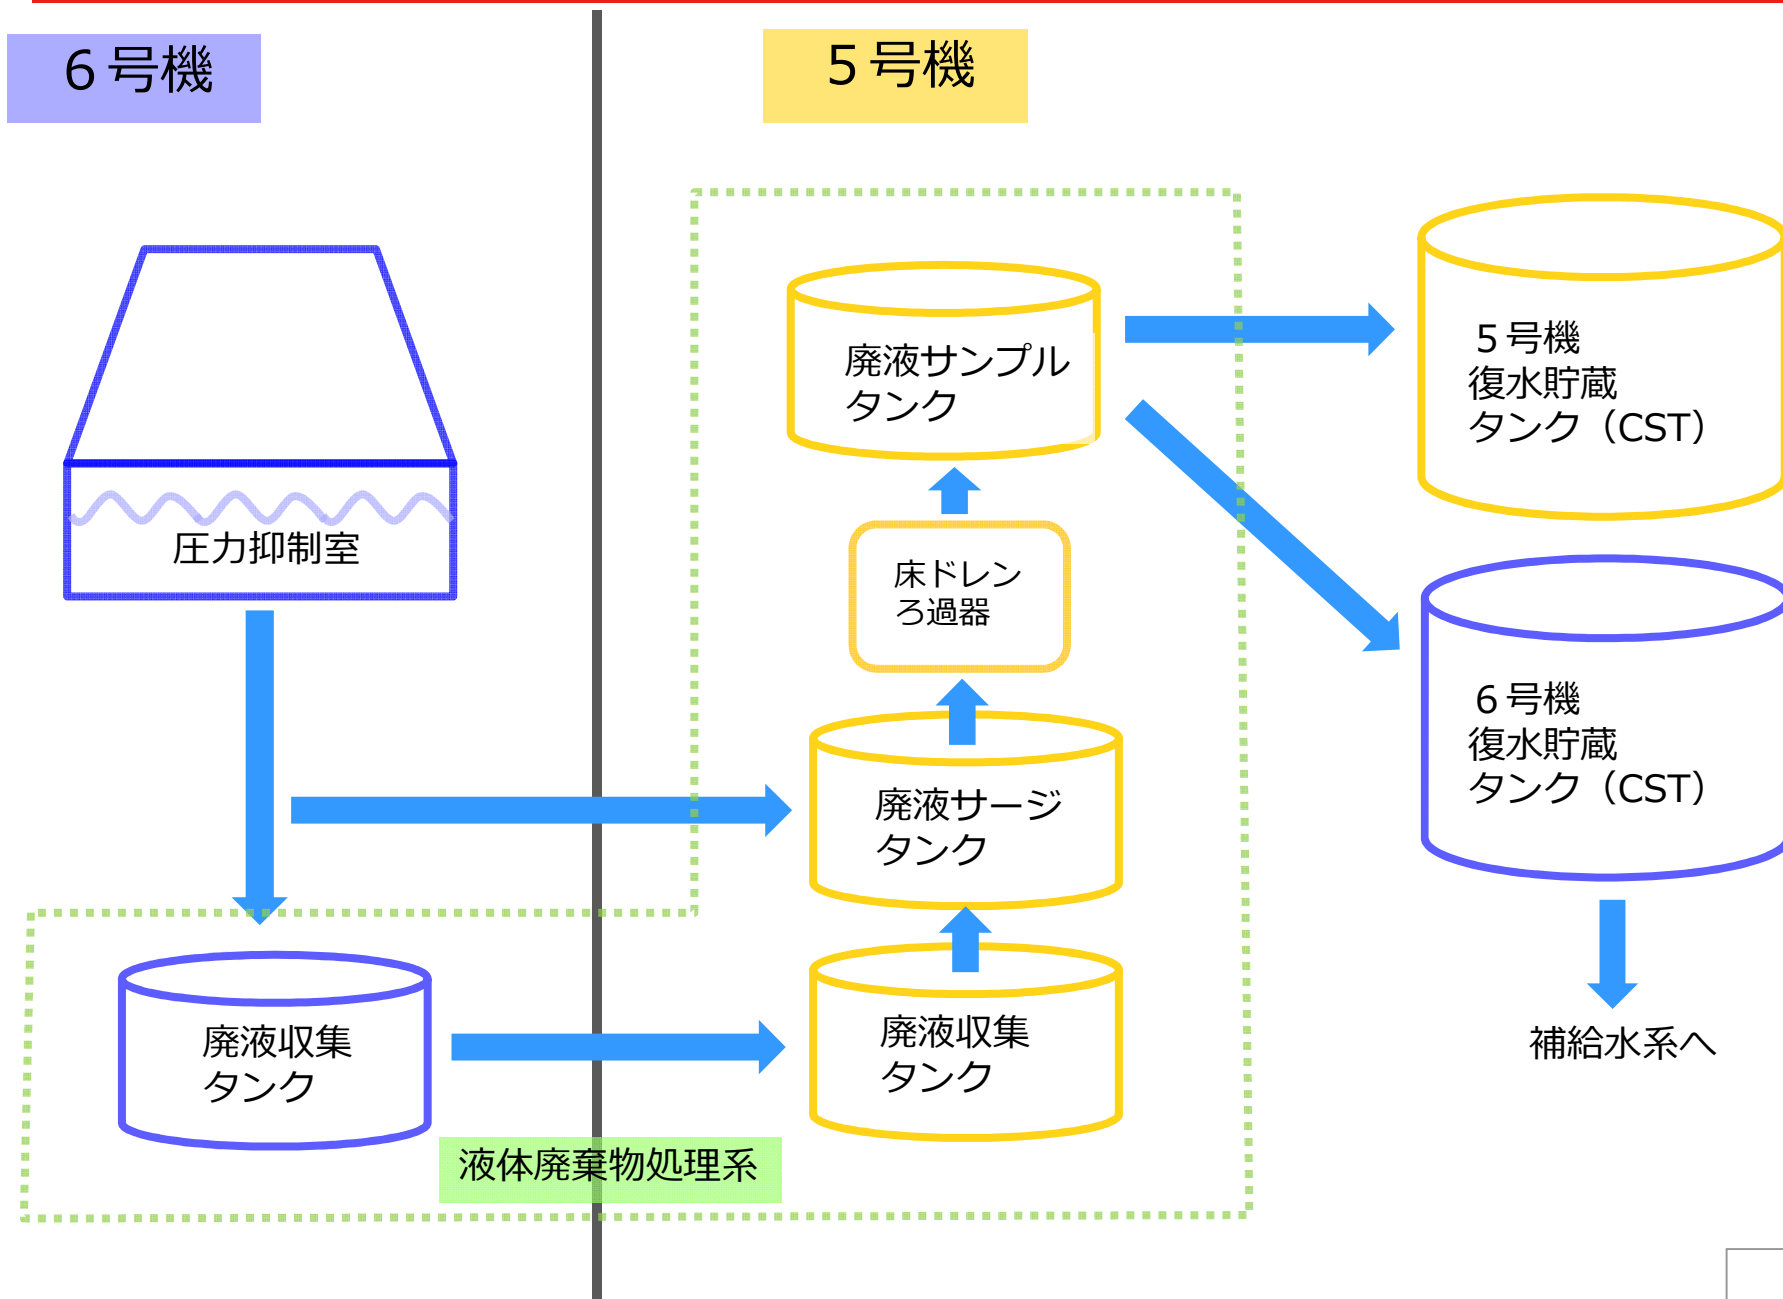 ６号機
５号機
圧力抑制室
廃液収集
タンク
液体廃棄物処理系
廃液サンプル
タンク
床ドレン
ろ過器
廃液サージ
タンク
廃液収集
タンク
５号機
復水貯蔵
タンク（CST）
６号機
復水貯蔵
タンク（CST）
補給水系へ